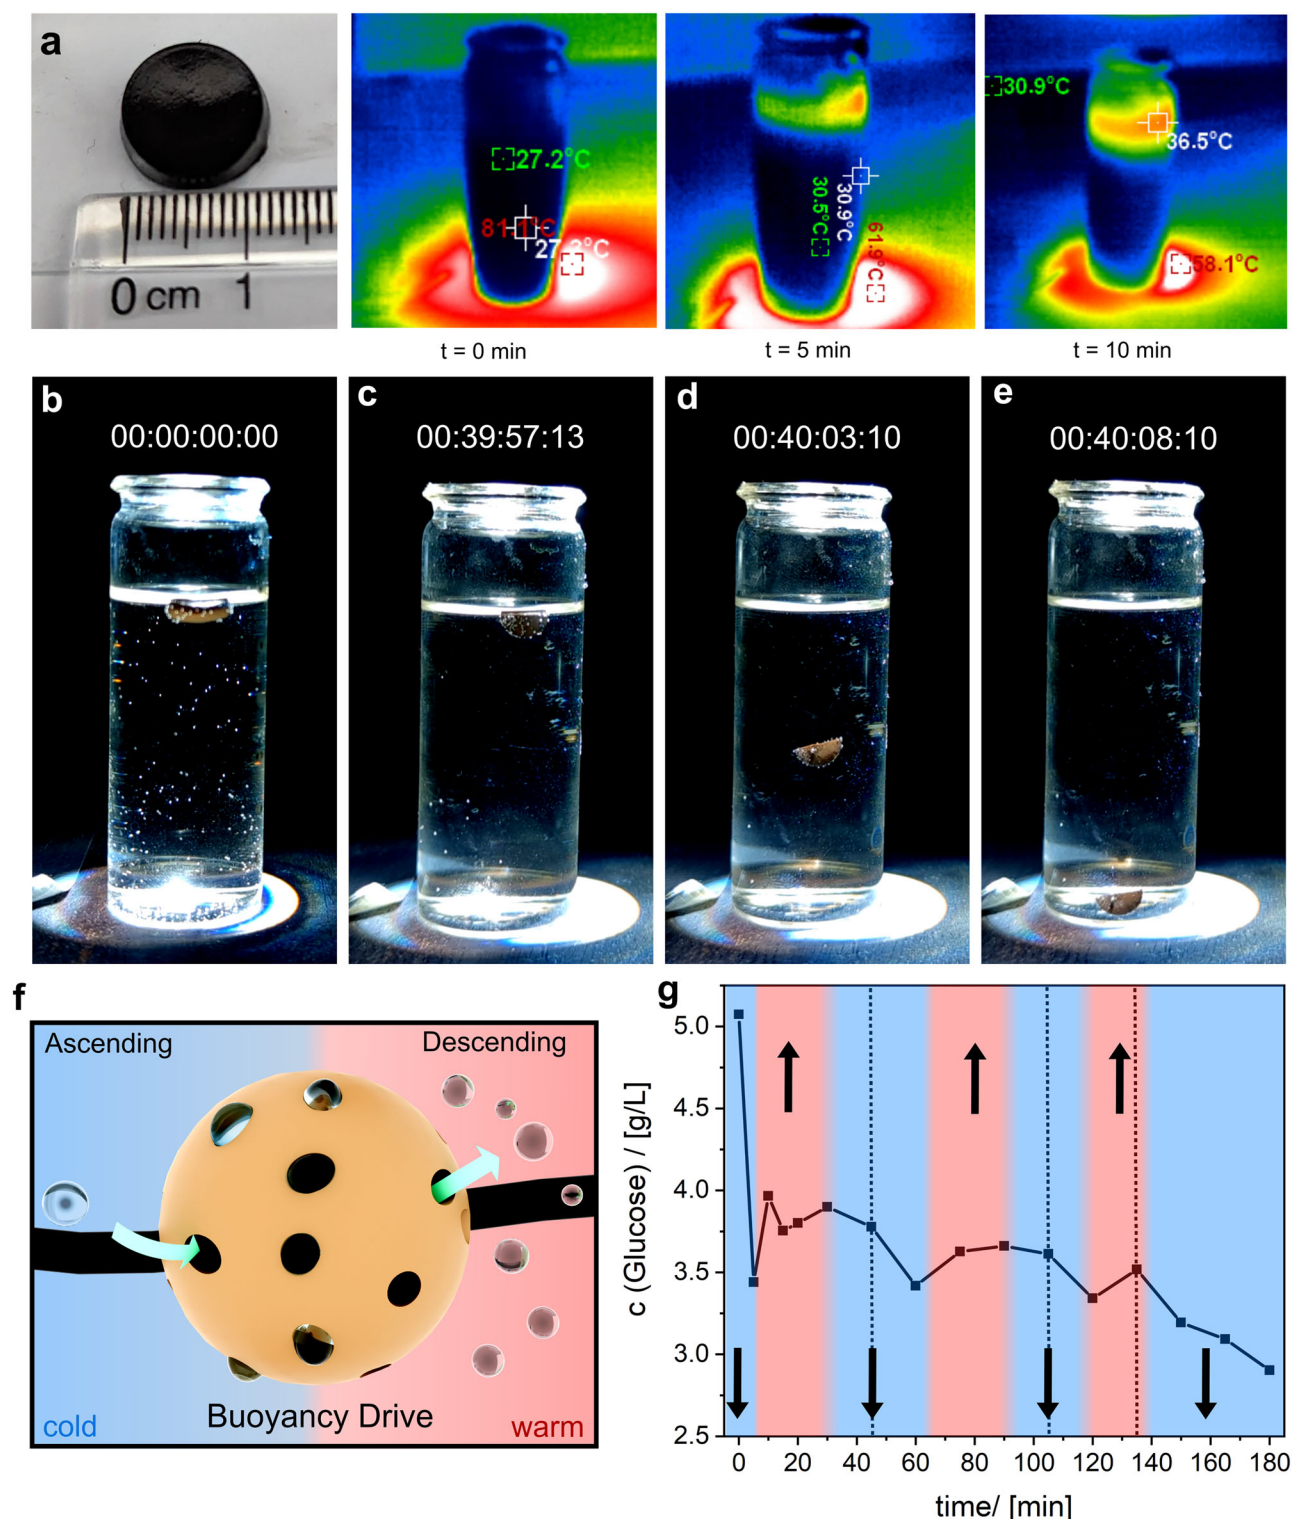 a
0 cm 1
27.2°C
81.1°C
27.3°C
30.5°C
30.9°C
61.9°C
30.9°C
36.5°C
58.1°C
t = 0 min
t = 5 min
t = 10 min
b
00:00:00:00
c
00:39:57:13
d
00:40:03:10
e
00:40:08:10
f
Ascending
Descending
Buoyancy Drive
cold
warm
g
c (Glucose) / [g/L]
5.0
4.5
4.0
3.5
3.0
2.5
0 20 40 60 80 100 120 140 160 180
time/ [min]